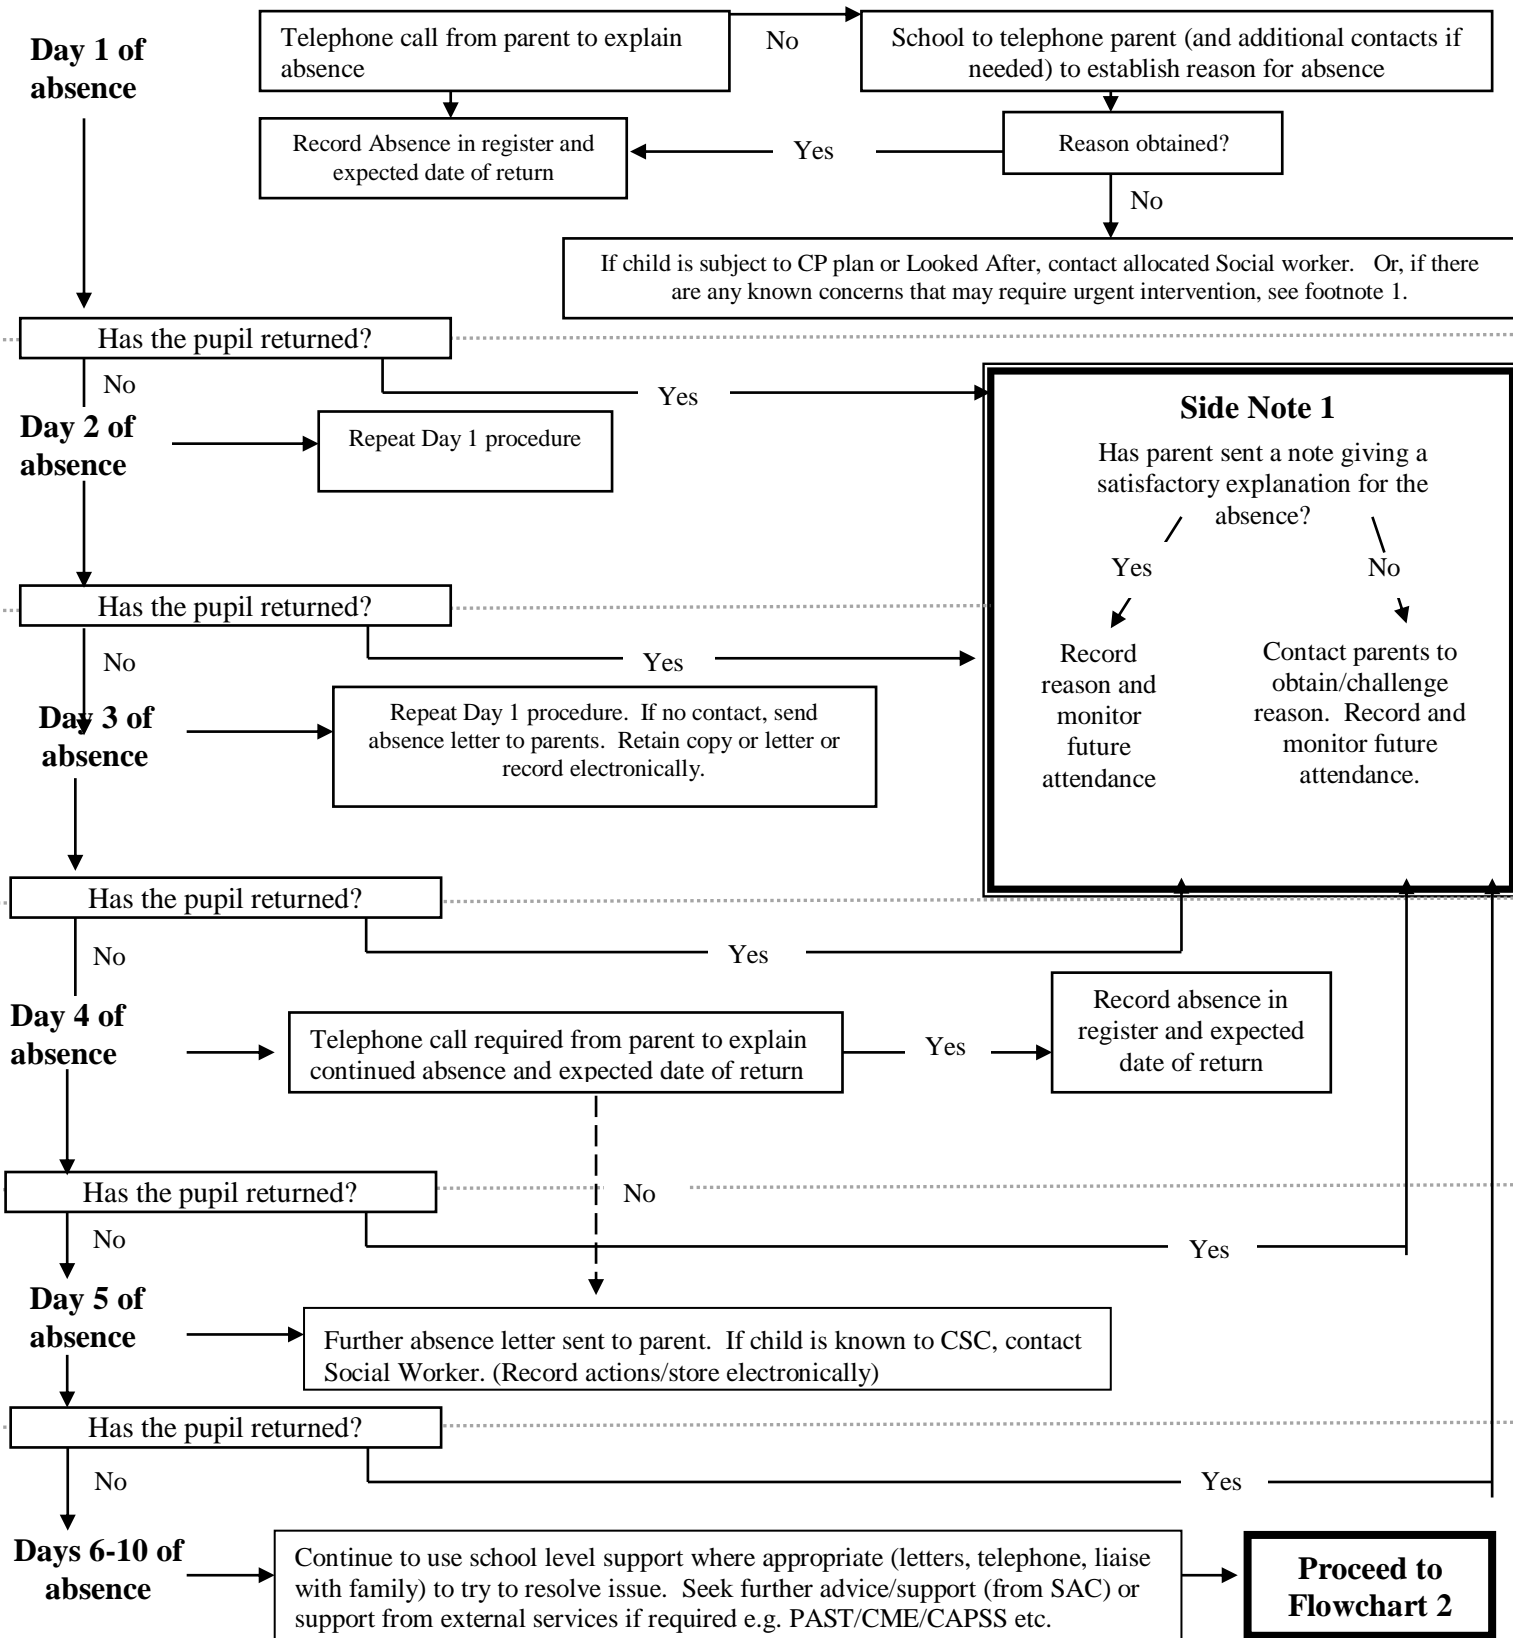 Day 1 of
absence
Telephone call from parent to explain
absence
No
School to telephone parent (and additional contacts if
needed) to establish reason for absence
Record Absence in register and
expected date of return
Yes
Reason obtained?
No
If child is subject to CP plan or Looked After, contact allocated Social worker.   Or, if there
are any known concerns that may require urgent intervention, see footnote 1.
Has the pupil returned?
No
Yes
Day 2 of
absence
Repeat Day 1 procedure
Side Note 1
Has parent sent a note giving a
satisfactory explanation for the
absence?
Yes
No
Record
reason and
monitor
future
attendance
Contact parents to
obtain/challenge
reason.  Record and
monitor future
attendance.
Has the pupil returned?
No
Yes
Day 3 of
absence
Repeat Day 1 procedure.  If no contact, send
absence letter to parents.  Retain copy or letter or
record electronically.
Has the pupil returned?
No
Yes
Day 4 of
absence
Telephone call required from parent to explain
continued absence and expected date of return
Yes
Record absence in
register and expected
date of return
Has the pupil returned?
No
No
Yes
Day 5 of
absence
Further absence letter sent to parent.  If child is known to CSC, contact
Social Worker. (Record actions/store electronically)
Has the pupil returned?
No
Yes
Days 6-10 of
absence
Continue to use school level support where appropriate (letters, telephone, liaise
with family) to try to resolve issue.  Seek further advice/support (from SAC) or
support from external services if required e.g. PAST/CME/CAPSS etc.
Proceed to
Flowchart 2